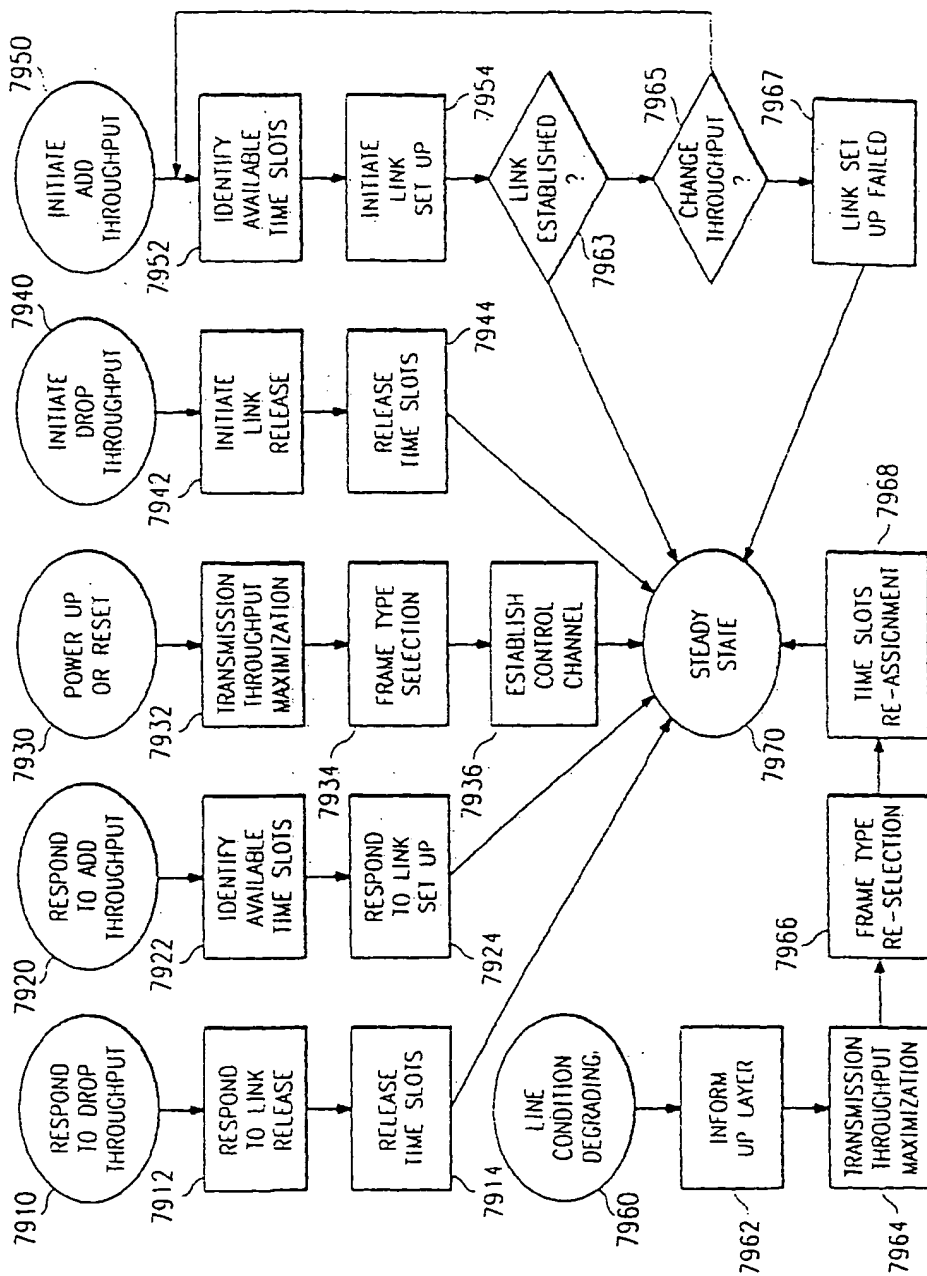 7910
RESPOND
TO DROP
THROUGHPUT
7912
RESPOND
TO LINK
RELEASE
RELEASE
TIME SLOTS
7914
7920
RESPOND
TO ADD
THROUGHPUT
7922
IDENTIFY
AVAILABLE
TIME SLOTS
RESPOND
TO LINK
SET UP
7924
7930
POWER UP
OR RESET
7932
TRANSMISSION
THROUGHPUT
MAXIMIZATION
FRAME TYPE
SELECTION
7934
ESTABLISH
CONTROL
CHANNEL
7936
7940
INITIATE
DROP
THROUGHPUT
7942
INITIATE
LINK
RELEASE
RELEASE
TIME SLOTS
7944
7950
INITIATE
ADD
THROUGHPUT
IDENTIFY
AVAILABLE
TIME SLOTS
7952
INITIATE
LINK
SET UP
7954
LINK
ESTABLISHED
?
7963
CHANGE
THROUGHPUT
?
7965
LINK SET
UP FAILED
7967
LINE
CONDITION
DEGRADING.
7960
INFORM
UP LAYER
7962
TRANSMISSION
THROUGHPUT
MAXIMIZATION
7964
7966
FRAME TYPE
RE-SELECTION
TIME SLOTS
RE-ASSIGNMENT
7968
STEADY
STATE
7970